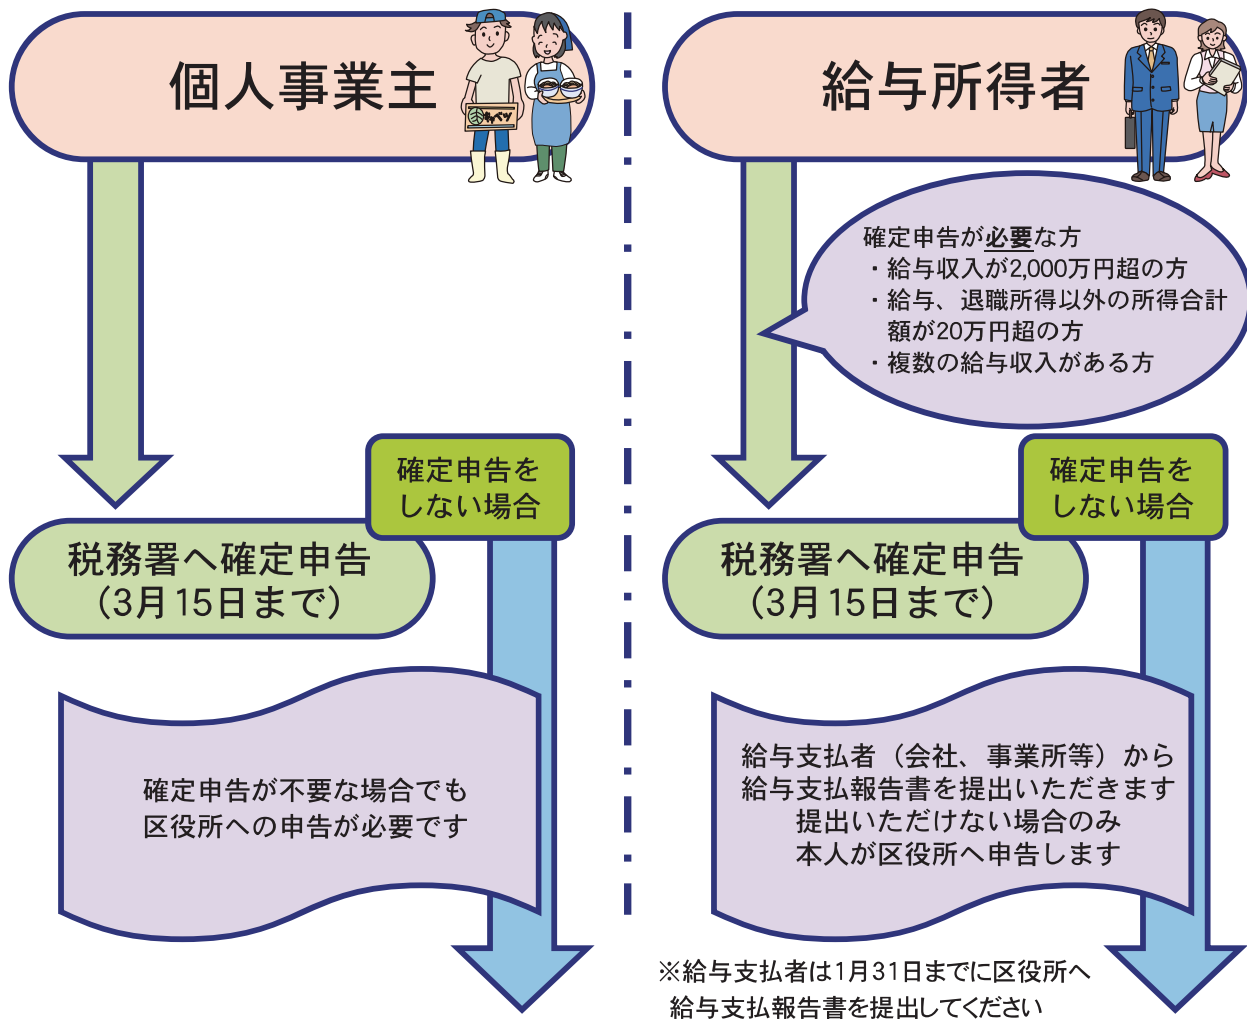 個人事業主
キャベツ
確定申告を
しない場合
税務署へ確定申告
（3月15日まで）
確定申告が不要な場合でも
区役所への申告が必要です
給与所得者
確定申告が必要な方
・給与収入が2,000万円超の方
・給与、退職所得以外の所得合計
額が20万円超の方
・複数の給与収入がある方
確定申告を
しない場合
税務署へ確定申告
（3月15日まで）
給与支払者（会社、事業所等）から
給与支払報告書を提出いただきます
提出いただけない場合のみ
本人が区役所へ申告します
※給与支払者は1月31日までに区役所へ
給与支払報告書を提出してください